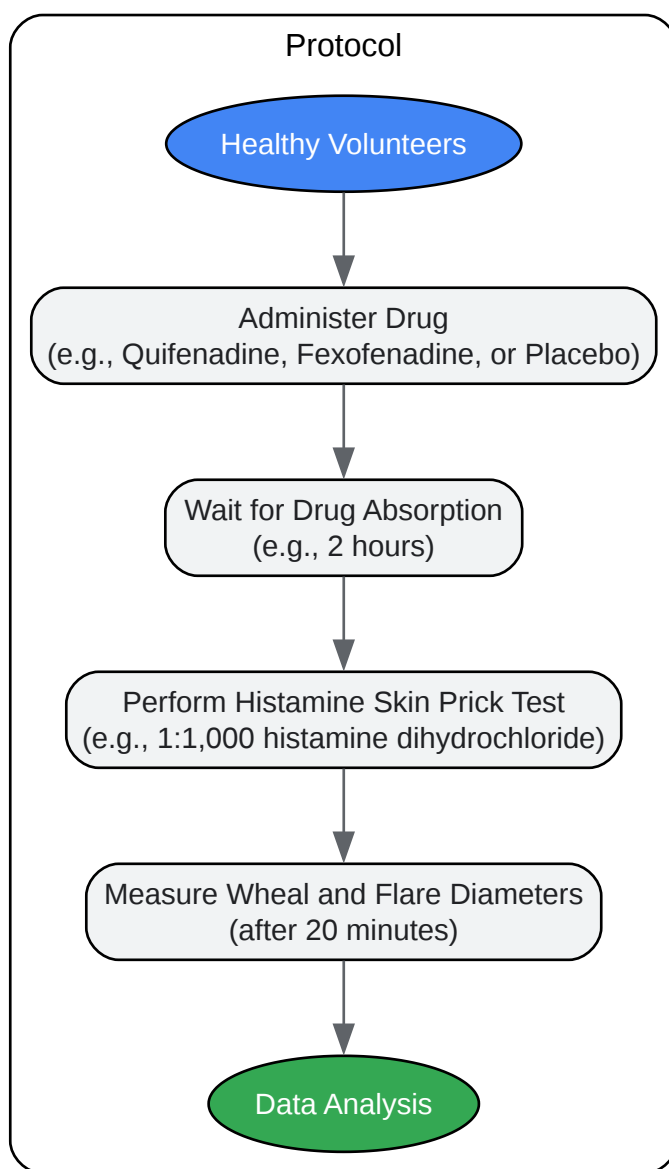 Protocol
Healthy Volunteers
Administer Drug
(e.g., Quifenadine, Fexofenadine, or Placebo)
Wait for Drug Absorption
(e.g., 2 hours)
Perform Histamine Skin Prick Test
(e.g., 1:1,000 histamine dihydrochloride)
Measure Wheal and Flare Diameters
(after 20 minutes)
Data Analysis